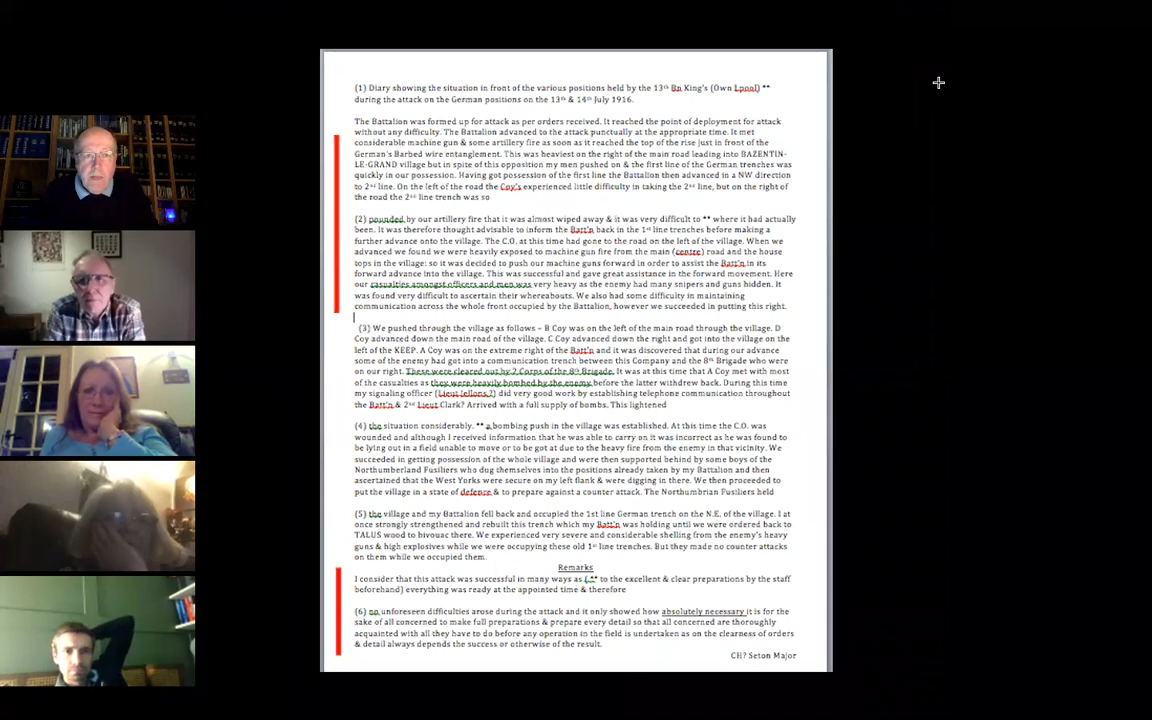 (1) Diary showing the situation in front of the various positions held by the 13th Bn King's (Own Lpool) **
during the attack on the German positions on the 13th & 14th July 1916.
The Battalion was formed up for attack as per orders received. It reached the point of deployment for attack
without any difficulty. The Battalion advanced to the attack punctually at the appropriate time. It met
considerable machine gun & some artillery fire as soon as it reached the top of the rise just in front of the
German's Barbed wire entanglement. This was heaviest on the right of the main road leading into BAZENTIN-
LE-GRAND village but in spite of this opposition my men pushed on & the first line of the German trenches was
quickly in our possession. Having got possession of the first line the Battalion then advanced in a NW direction
to 2nd line. On the left of the road the Coy's experienced little difficulty in taking the 2nd line, but on the right of
the road the 2nd line trench was so
(2) pounded by our artillery fire that it was almost wiped away & it was very difficult to ** where it had actually
been. It was therefore thought advisable to inform the Batt'n back in the 1st line trenches before making a
further advance onto the village. The C.O. at this time had gone to the road on the left of the village. When we
advanced we found we were heavily exposed to machine gun fire from the main (centre) road and the house
tops in the village: so it was decided to push our machine guns forward in order to assist the Batt'n in its
forward advance into the village. This was successful and gave great assistance in the forward movement. Here
our casualties amongst officers and men was very heavy as the enemy had many snipers and guns hidden. It
was found very difficult to ascertain their whereabouts. We also had some difficulty in maintaining
communication across the whole front occupied by the Battalion, however we succeeded in putting this right.
(3) We pushed through the village as follows – B Coy was on the left of the main road through the village. D
Coy advanced down the main road of the village. C Coy advanced down the right and got into the village on the
left of the KEEP. A Coy was on the extreme right of the Batt'n and it was discovered that during our advance
some of the enemy had got into a communication trench between this Company and the 8th Brigade who were
on our right. These were cleared out by 2 Corps of the 8th Brigade. It was at this time that A Coy met with most
of the casualties as they were heavily bombed by the enemy before the latter withdrew back. During this time
my signaling officer (Lieut Jellons ?) did very good work by establishing telephone communication throughout
the Batt'n & 2nd Lieut Clark? Arrived with a full supply of bombs. This lightened
(4) the situation considerably. ** a bombing push in the village was established. At this time the C.O. was
wounded and although I received information that he was able to carry on it was incorrect as he was found to
be lying out in a field unable to move or to be got at due to the heavy fire from the enemy in that vicinity. We
succeeded in getting possession of the whole village and were then supported behind by some boys of the
Northumberland Fusiliers who dug themselves into the positions already taken by my Battalion and then
ascertained that the West Yorks were secure on my left flank & were digging in there. We then proceeded to
put the village in a state of defence & to prepare against a counter attack. The Northumbrian Fusiliers held
(5) the village and my Battalion fell back and occupied the 1st line German trench on the N.E. of the village. I at
once strongly strengthened and rebuilt this trench which my Batt'n was holding until we were ordered back to
TALUS wood to bivouac there. We experienced very severe and considerable shelling from the enemy's heavy
guns & high explosives while we were occupying these old 1st line trenches. But they made no counter attacks
on them while we occupied them.
Remarks
I consider that this attack was successful in many ways as ( ** to the excellent & clear preparations by the staff
beforehand) everything was ready at the appointed time & therefore
(6) no unforeseen difficulties arose during the attack and it only showed how absolutely necessary it is for the
sake of all concerned to make full preparations & prepare every detail so that all concerned are thoroughly
acquainted with all they have to do before any operation in the field is undertaken as on the clearness of orders
& detail always depends the success or otherwise of the result.
CH? Seton Major